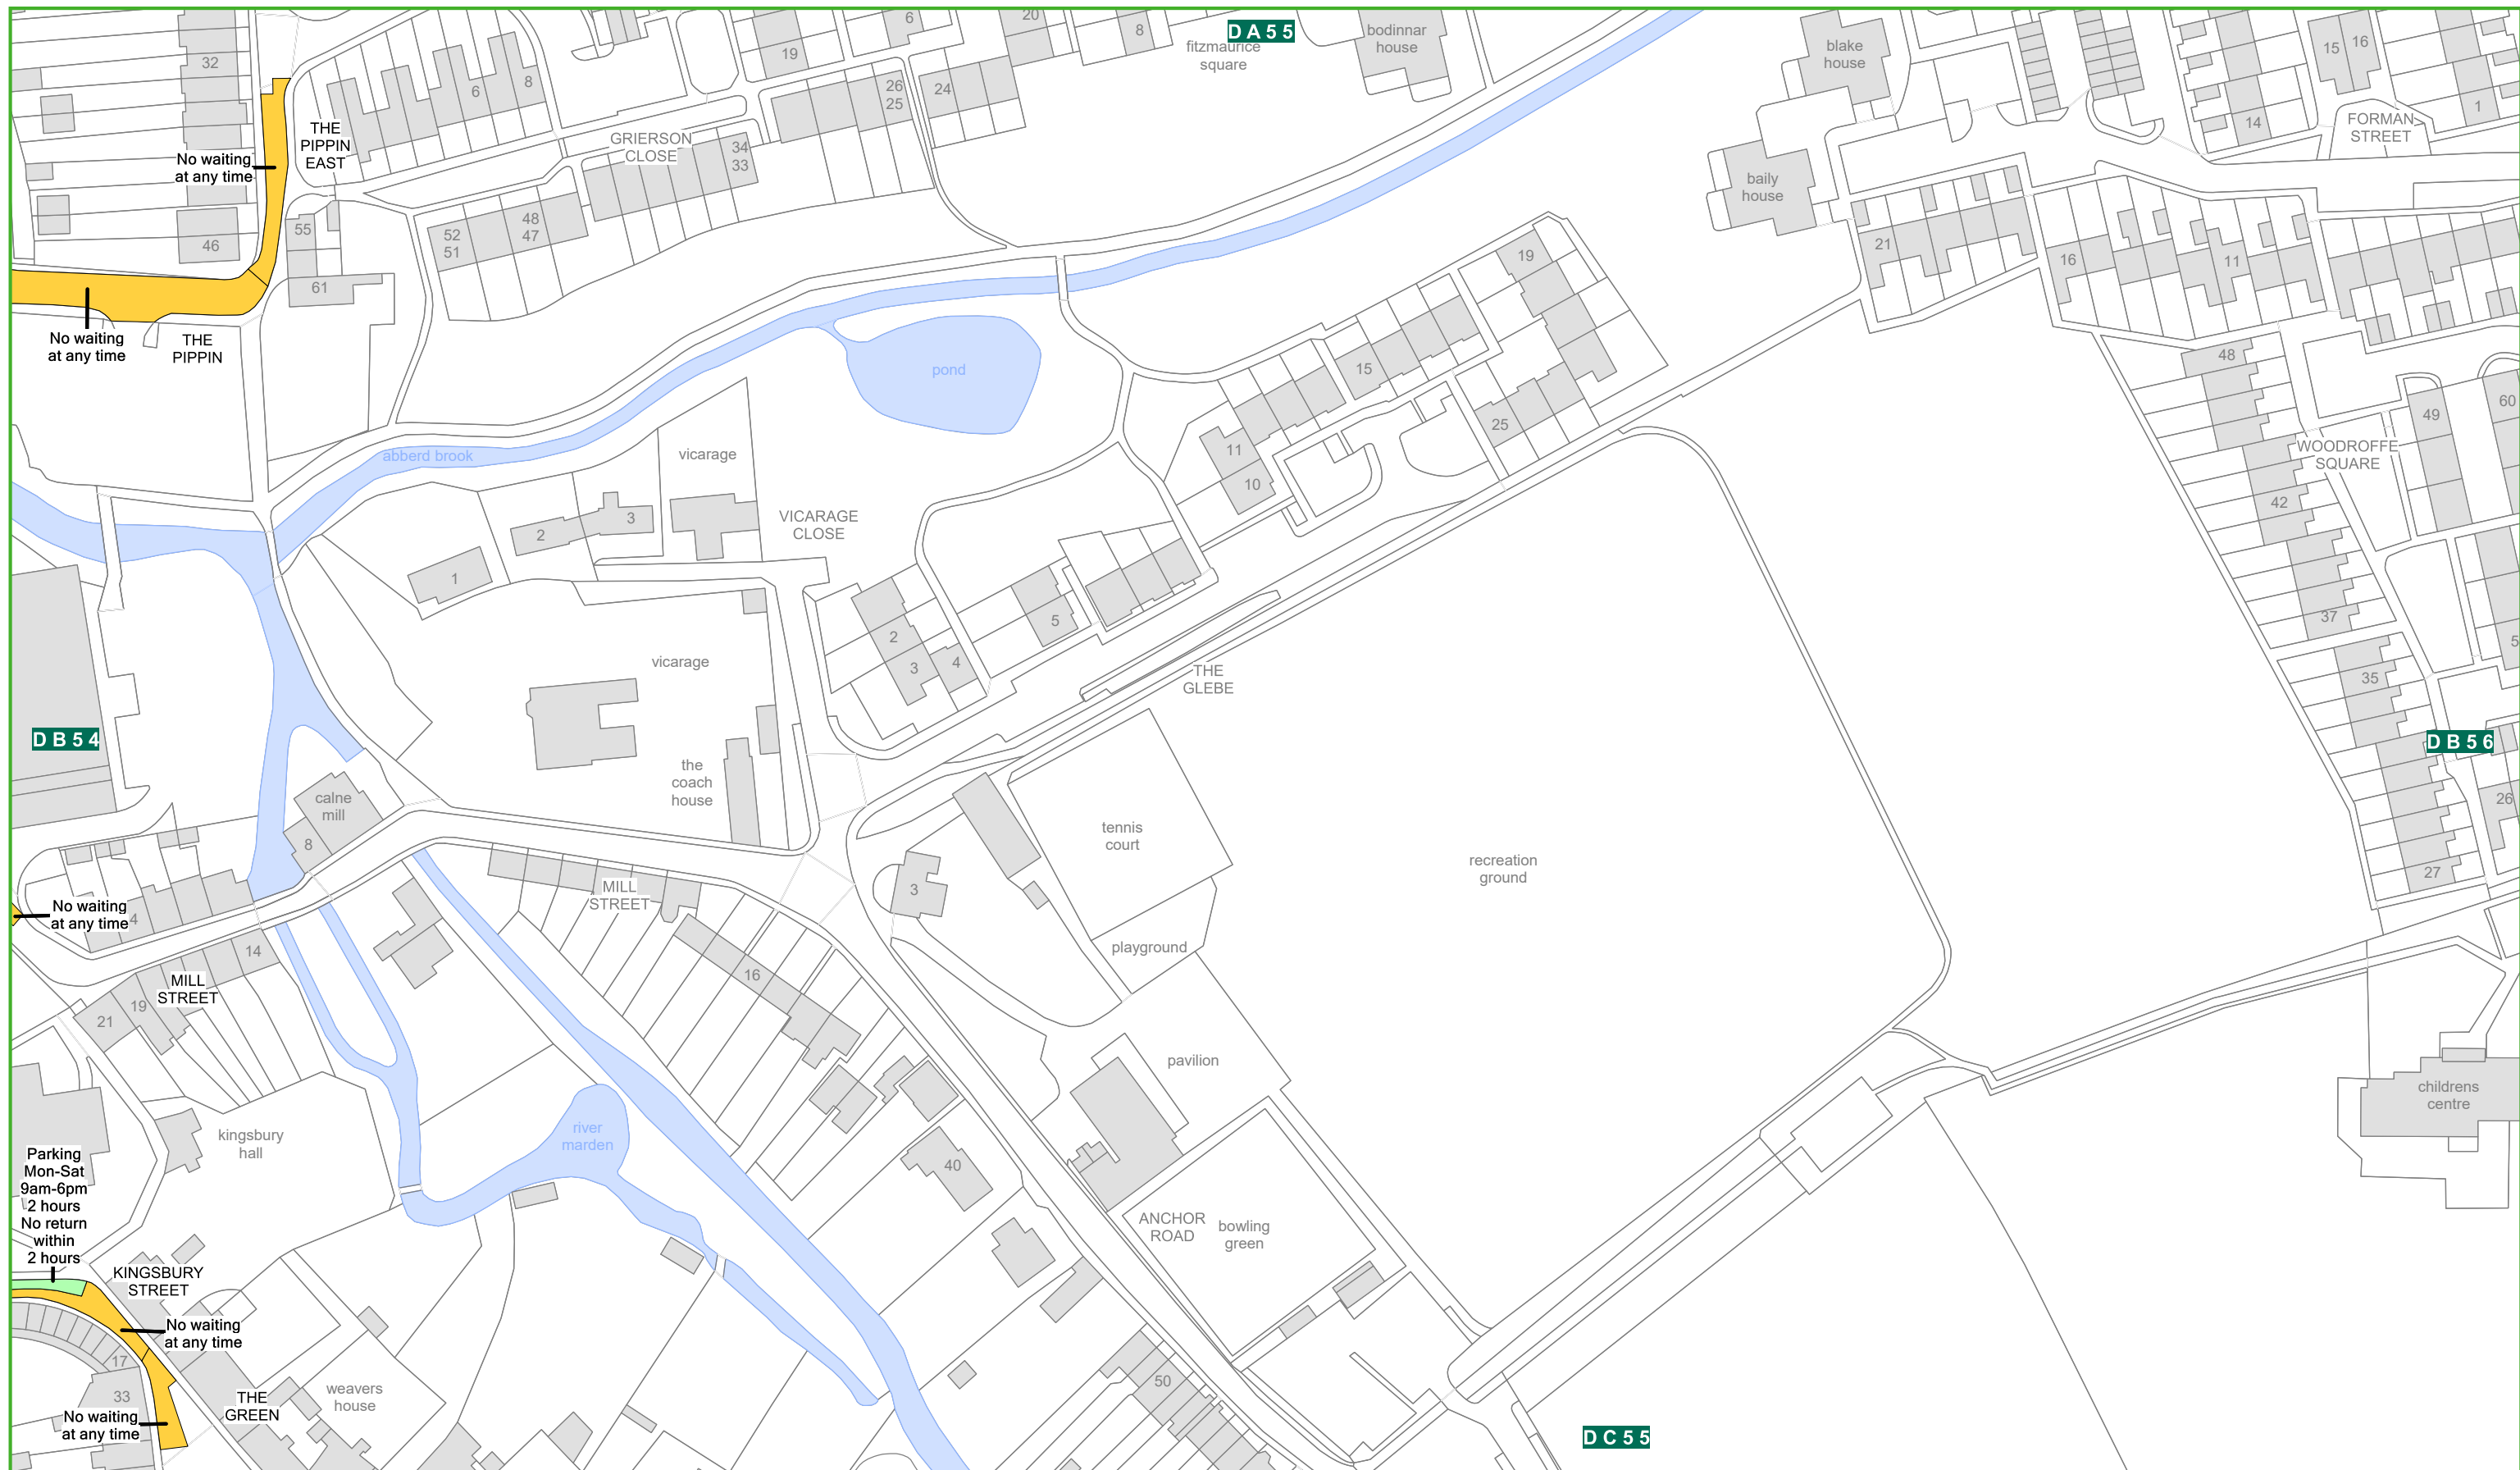 32
6
19
6
8
20
8
DA55
fitzmaurice
square
bodinnar
house
blake
house
15
16
1
14
FORMAN
STREET
26
25
24
THE
PIPPIN
EAST
GRIERSON
CLOSE
34
33
No waiting
at any time
baily
house
55
46
61
52
51
48
47
21
16
11
19
No waiting
at any time
THE
PIPPIN
pond
15
48
49
60
25
WOODROFFE
SQUARE
abberd brook
vicarage
11
10
42
VICARAGE
CLOSE
2
3
1
37
35
2
3
4
5
vicarage
THE
GLEBE
DB54
DB56
the
coach
house
calne
mill
8
tennis
court
recreation
ground
26
27
No waiting
at any time
4
MILL
STREET
3
playground
14
16
MILL
STREET
19
21
pavilion
childrens
centre
kingsbury
hall
river
marden
40
Parking
Mon-Sat
9am-6pm
2 hours
No return
within
2 hours
ANCHOR
ROAD
bowling
green
KINGSBURY
STREET
No waiting
at any time
17
33
50
weavers
house
THE
GREEN
No waiting
at any time
DC55